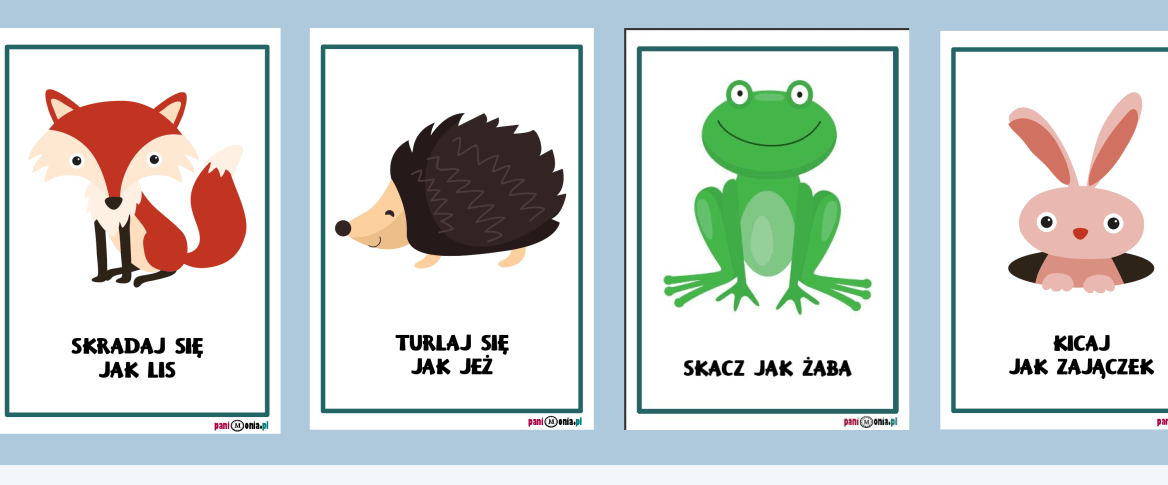 SKRADAJ SIĘ
JAK LIS
paniMonia.pl
TURLAJ SIĘ
JAK JEŻ
paniMonia.pl
SKACZ JAK ŻABA
paniMonia.pl
KICAJ
JAK ZAJĄCZEK